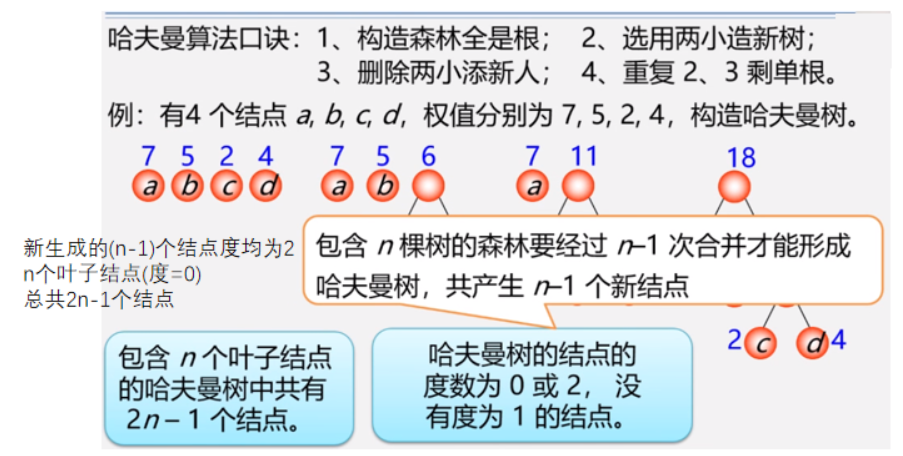 哈夫曼算法口诀：1、构造森林全是根； 2、选用两小造新树；
3、删除两小添新人； 4、重复 2、3 剩单根。
例：有4 个结点 a, b, c, d，权值分别为 7, 5, 2, 4，构造哈夫曼树。
7 5 2 4 7 5 6 7 11 18
a b c d a b a
新生成的(n-1)个结点度均为2
n个叶子结点(度=0)
总共2n-1个结点
包含 n 棵树的森林要经过 n–1 次合并才能形成
哈夫曼树，共产生 n–1 个新结点
2 c d 4
包含 n 个叶子结点
的哈夫曼树中共有
2n – 1 个结点。
哈夫曼树的结点的
度数为 0 或 2， 没
有度为 1 的结点。